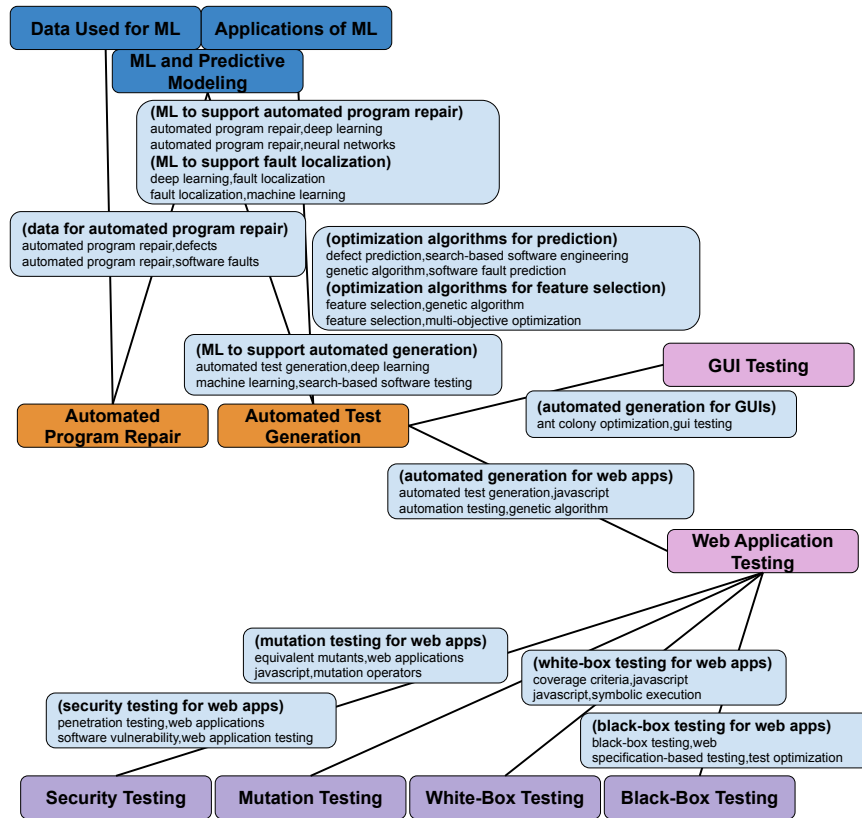 Data Used for ML
Applications of ML
ML and Predictive
Modeling
(ML to support automated program repair)
automated program repair,deep learning
automated program repair,neural networks
(ML to support fault localization)
deep learning,fault localization
fault localization,machine learning
(data for automated program repair)
automated program repair,defects
automated program repair,software faults
(optimization algorithms for prediction)
defect prediction,search-based software engineering
genetic algorithm,software fault prediction
(optimization algorithms for feature selection)
feature selection,genetic algorithm
feature selection,multi-objective optimization
(ML to support automated generation)
automated test generation,deep learning
machine learning,search-based software testing
GUI Testing
Automated
Program Repair
Automated Test
Generation
(automated generation for GUIs)
ant colony optimization,gui testing
(automated generation for web apps)
automated test generation,javascript
automation testing,genetic algorithm
Web Application
Testing
(mutation testing for web apps)
equivalent mutants,web applications
javascript,mutation operators
(white-box testing for web apps)
coverage criteria,javascript
javascript,symbolic execution
(security testing for web apps)
penetration testing,web applications
software vulnerability,web application testing
(black-box testing for web apps)
black-box testing,web
specification-based testing,test optimization
Security Testing
Mutation Testing
White-Box Testing
Black-Box Testing